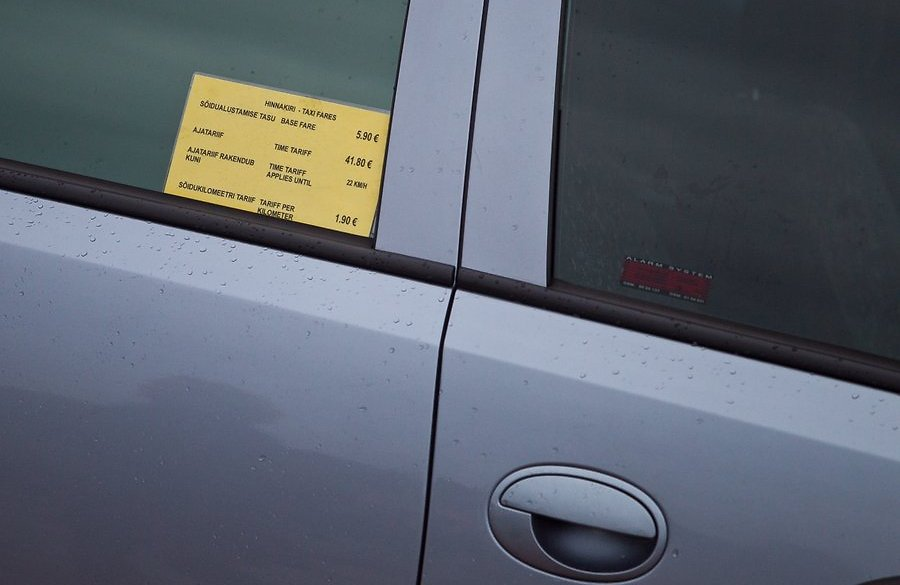 HINNAKIRI - TAXI FARES
SÕIDUALUSTAMISE TASU BASE FARE 5.90 €
AJATARIIF TIME TARIFF 41.80 €
AJATARIIF RAKENDUB KUNI TIME TARIFF APPLIES UNTIL 22 KM/H
SÕIDUKILOMEETRI TARIIF TARIFF PER KILOMETER 1.90 €
ALARM SYSTEM